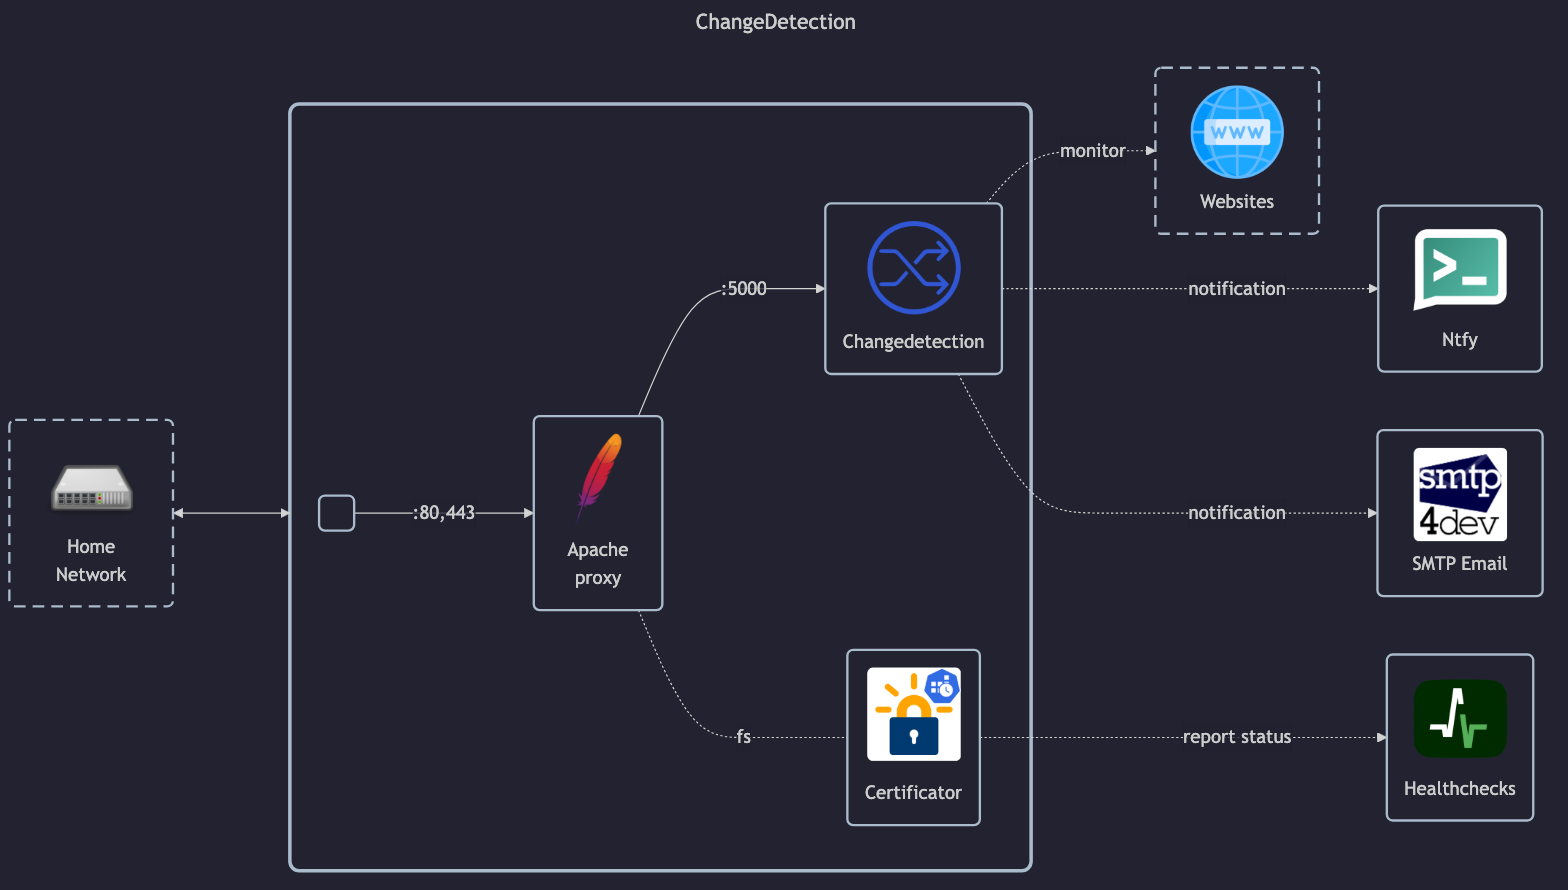 ChangeDetection
WWW
Websites
monitor
:5000
Changedetection
notification
>_
Ntfy
Home
Network
:80,443
Apache
proxy
notification
smtp
4dev
SMTP Email
fs
Certificator
report status
Healthchecks